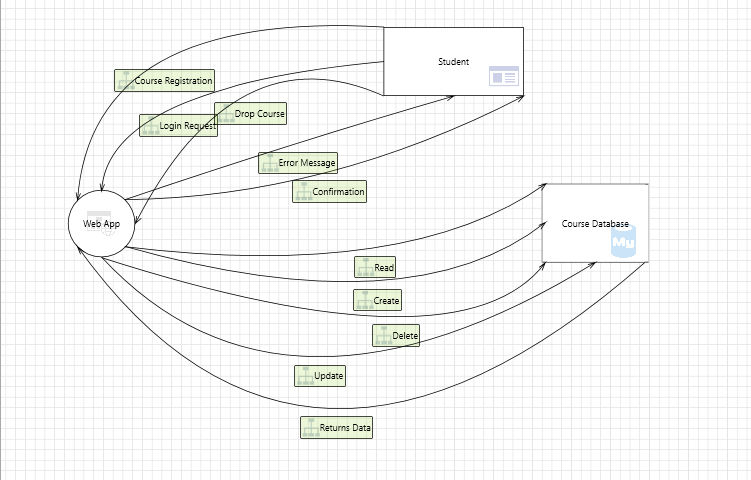 Student
Course Registration
Drop Course
Login Request
Error Message
Confirmation
Web App
Course Database
My
Read
Create
Delete
Update
Returns Data